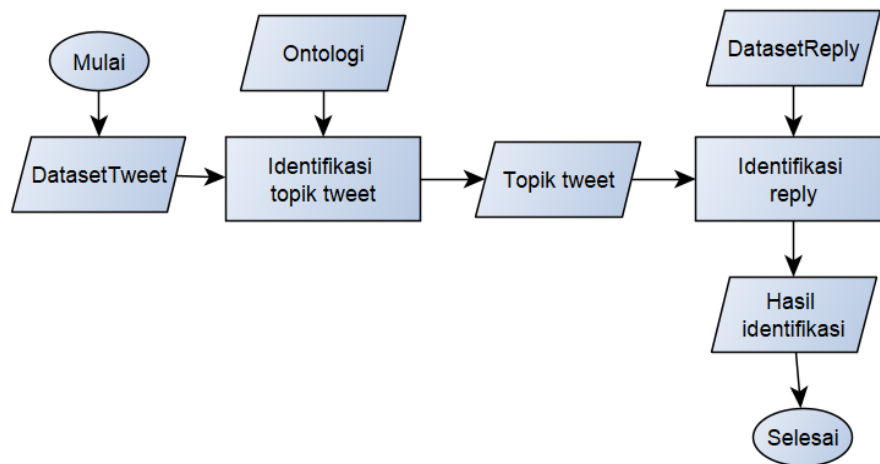 Mulai
Ontologi
DatasetReply
DatasetTweet
Identifikasi
topik tweet
Topik tweet
Identifikasi
reply
Hasil
identifikasi
Selesai